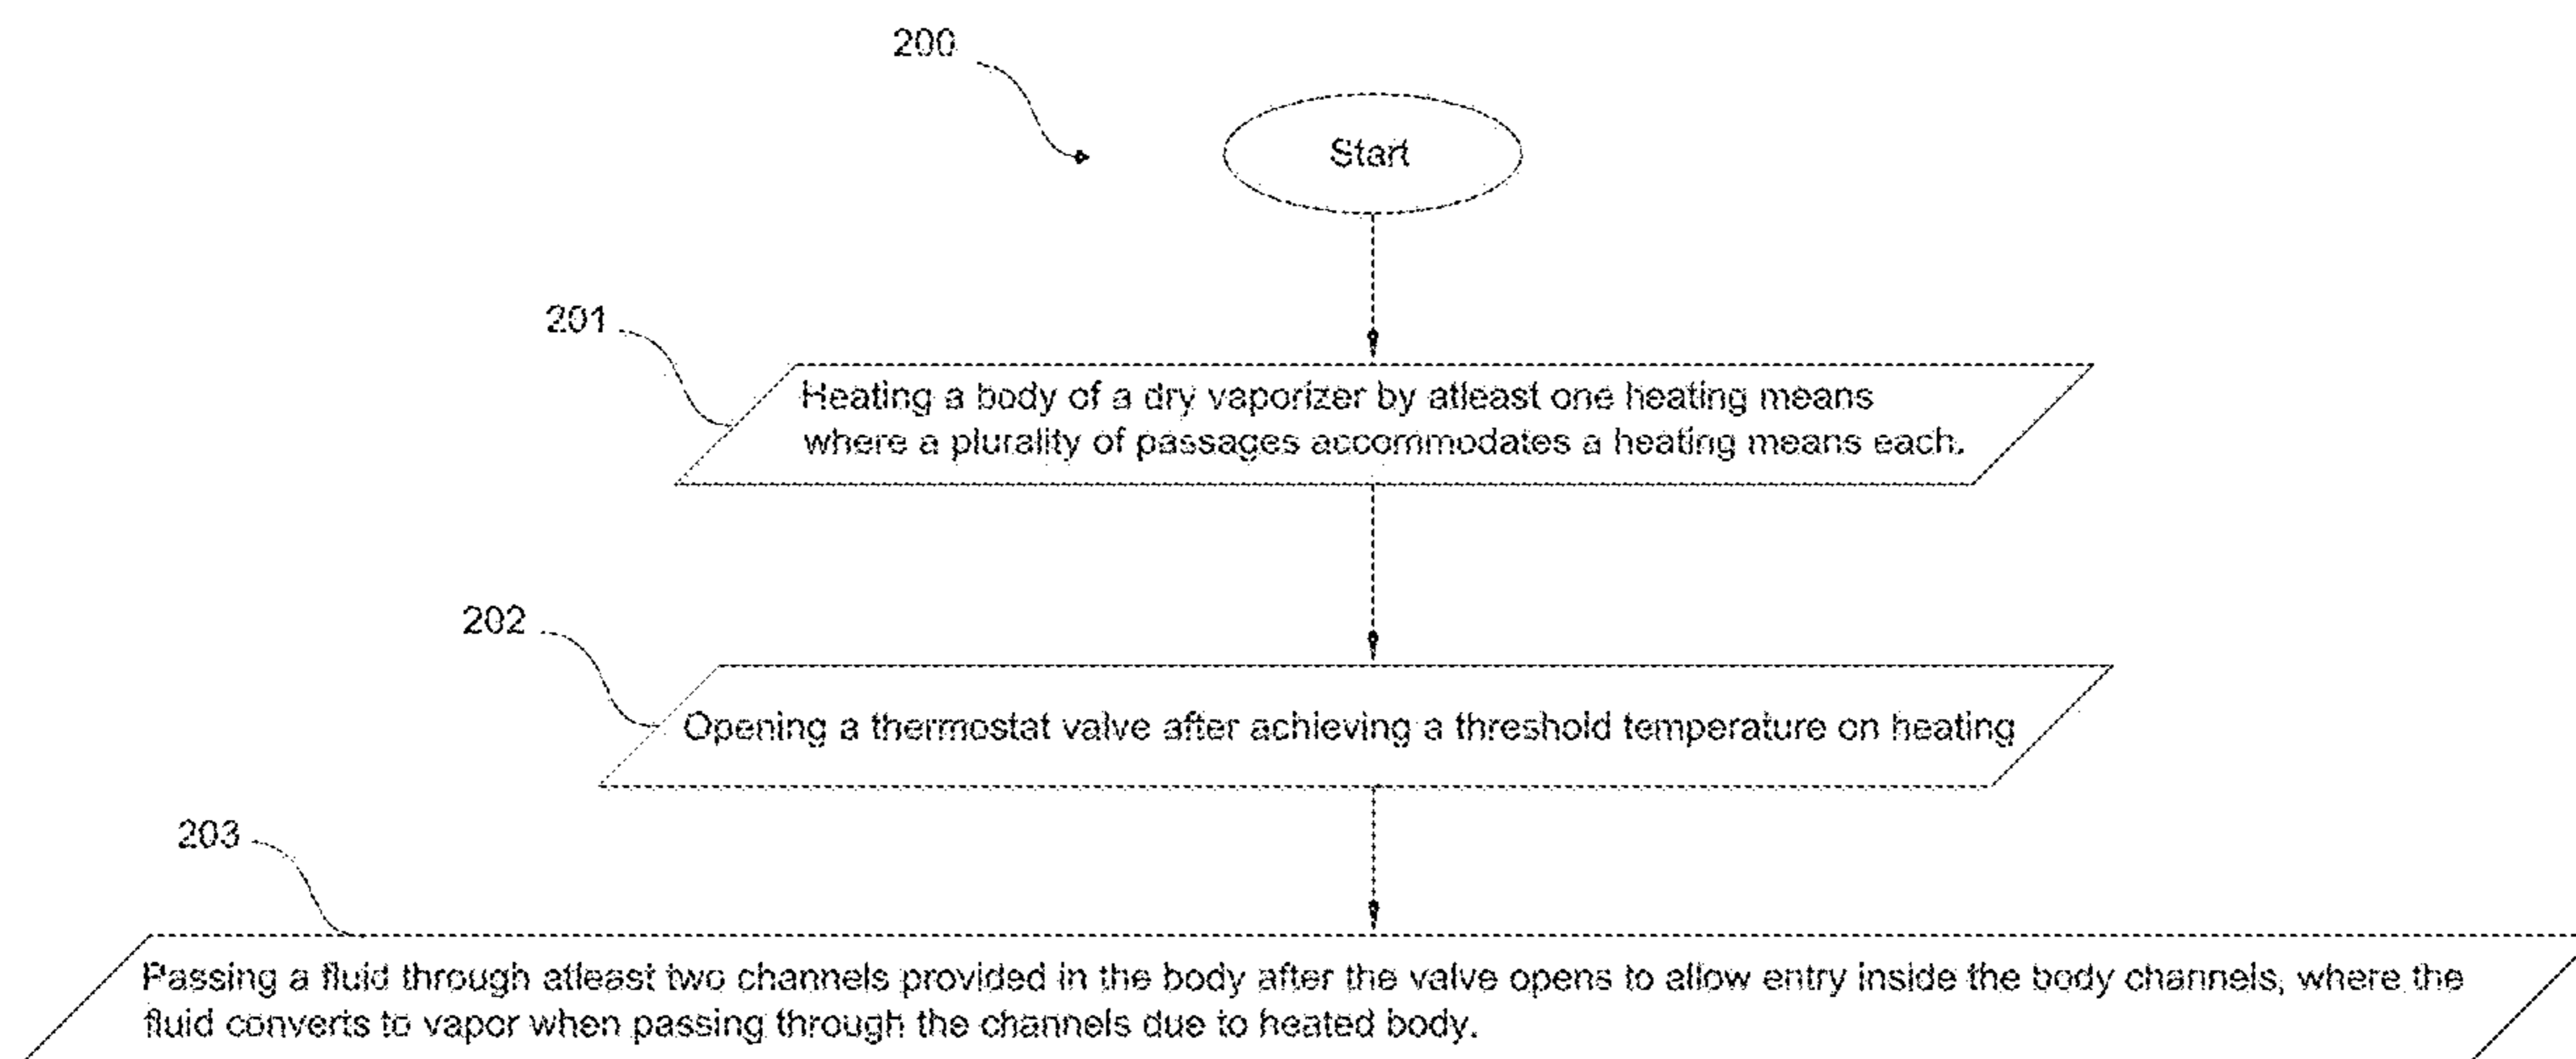 200
Start
201
Heating a body of a dry vaporizer by atleast one heating means
where a plurality of passages accommodates a heating means each.
202
Opening a thermostat valve after achieving a threshold temperature on heating
203
Passing a fluid through atleast two channels provided in the body after the valve opens to allow entry inside the body channels, where the
fluid converts to vapor when passing through the channels due to heated body.